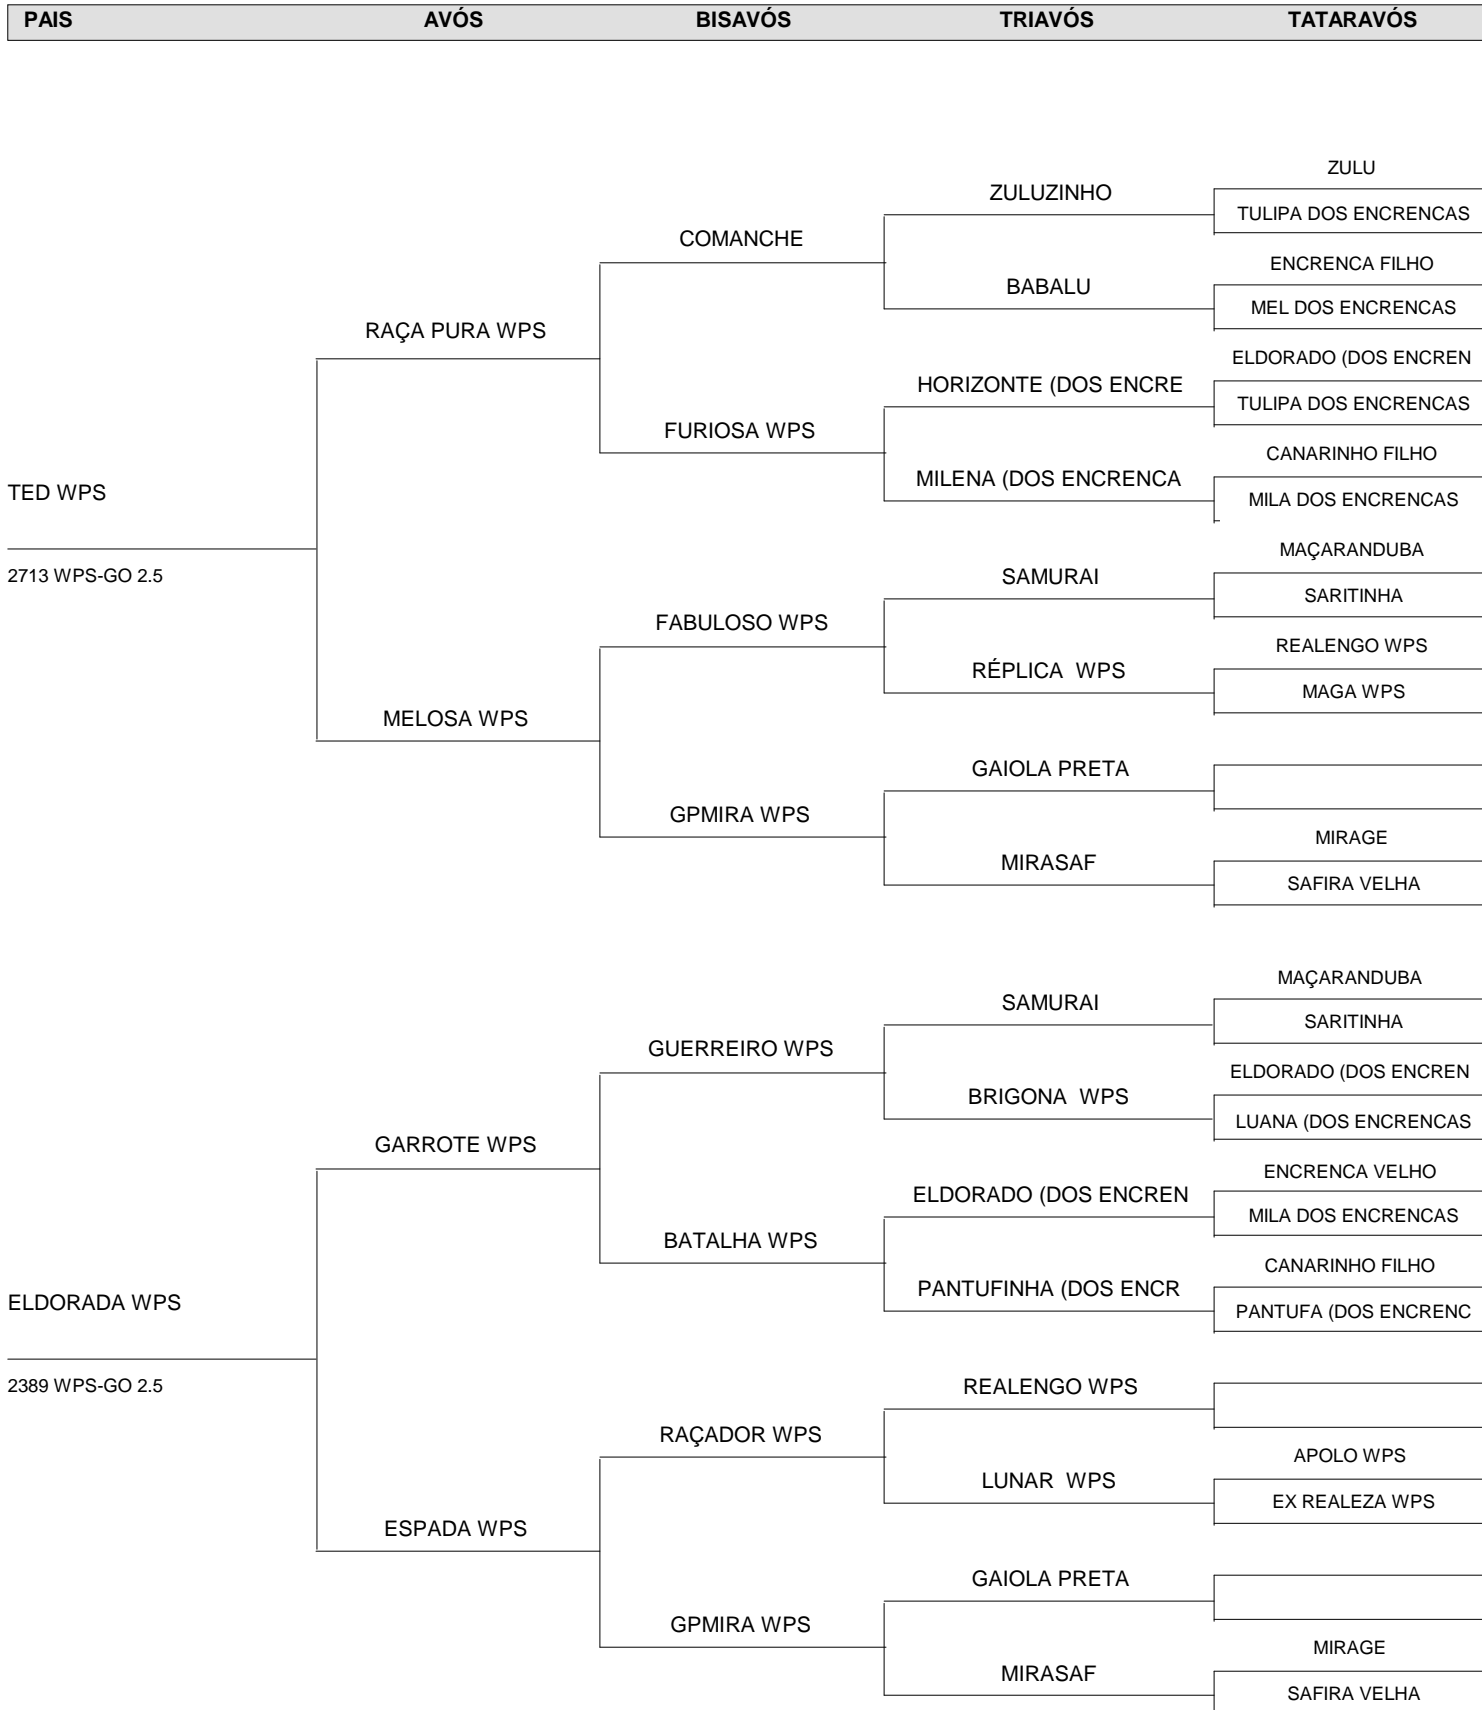 PAIS AVÓS BISAVÓS TRIAVÓS TATARAVÓS
ZULU
ZULUZINHO
TULIPA DOS ENCRENCAS
COMANCHE
ENCRENCA FILHO
BABALU
MEL DOS ENCRENCAS
RAÇA PURA WPS
ELDORADO (DOS ENCREN
HORIZONTE (DOS ENCRE
TULIPA DOS ENCRENCAS
FURIOSA WPS
CANARINHO FILHO
MILENA (DOS ENCRENCA
MILA DOS ENCRENCAS
TED WPS
2713 WPS-GO 2.5
MAÇARANDUBA
SAMURAI
SARITINHA
FABULOSO WPS
REALENGO WPS
RÉPLICA  WPS
MAGA WPS
MELOSA WPS
GAIOLA PRETA
GPMIRA WPS
MIRAGE
MIRASAF
SAFIRA VELHA
MAÇARANDUBA
SAMURAI
SARITINHA
GUERREIRO WPS
ELDORADO (DOS ENCREN
BRIGONA  WPS
LUANA (DOS ENCRENCAS
GARROTE WPS
ENCRENCA VELHO
ELDORADO (DOS ENCREN
MILA DOS ENCRENCAS
BATALHA WPS
CANARINHO FILHO
PANTUFINHA (DOS ENCR
PANTUFA (DOS ENCRENC
ELDORADA WPS
2389 WPS-GO 2.5
REALENGO WPS
RAÇADOR WPS
APOLO WPS
LUNAR  WPS
EX REALEZA WPS
ESPADA WPS
GAIOLA PRETA
GPMIRA WPS
MIRAGE
MIRASAF
SAFIRA VELHA